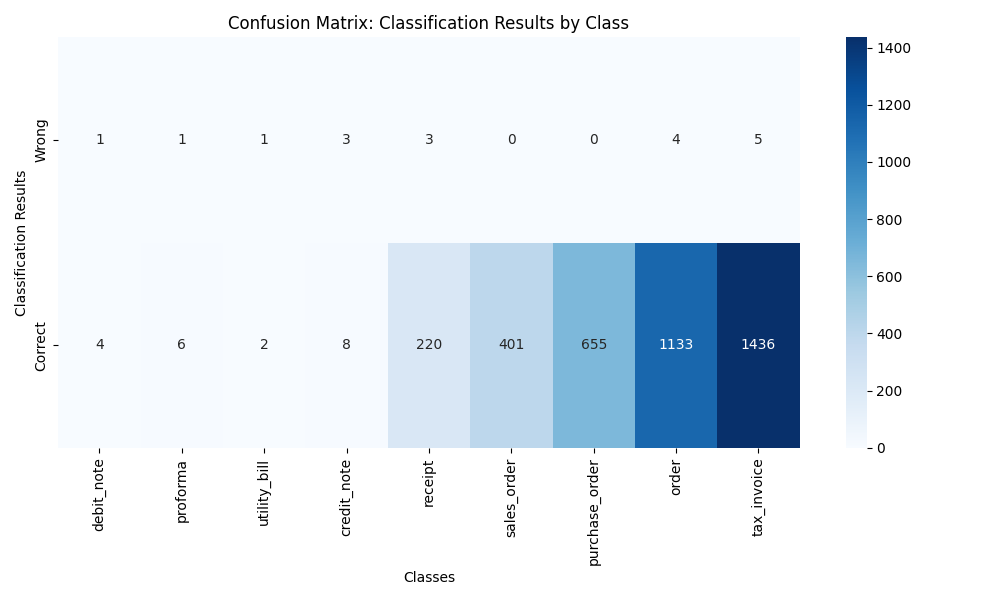 Confusion Matrix: Classification Results by Class
Classification Results
Wrong
1 1 1 3 3 0 0 4 5
Correct
4 6 2 8 220 401 655 1133 1436
debit_note
proforma
utility_bill
credit_note
receipt
sales_order
purchase_order
order
tax_invoice
Classes
1400
1200
1000
800
600
400
200
0